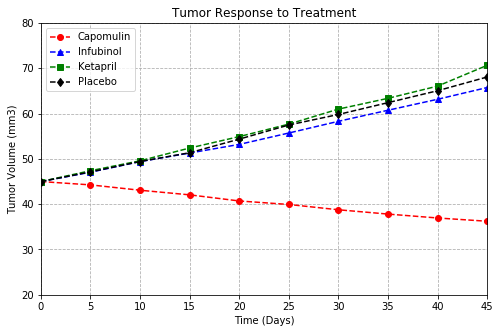 Tumor Response to Treatment
Capomulin
Infubinol
Ketapril
Placebo
80
70
60
50
40
30
20
Tumor Volume (mm3)
0 5 10 15 20 25 30 35 40 45
Time (Days)